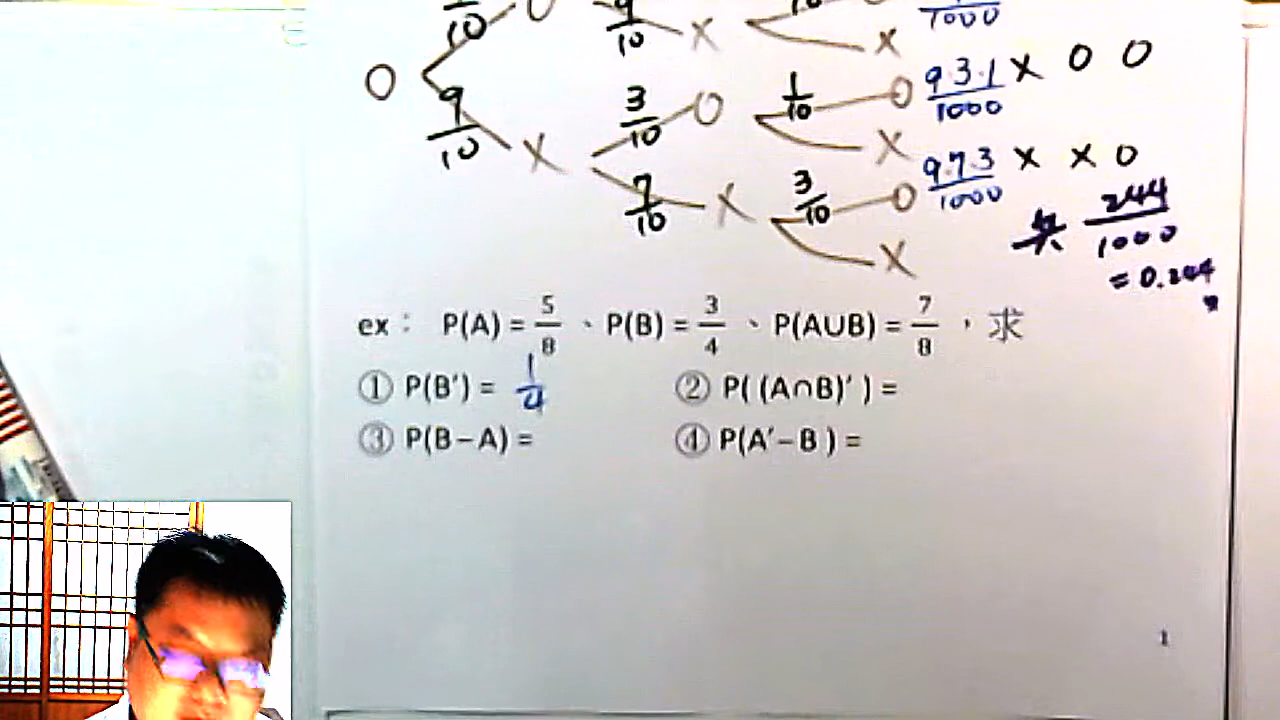 10 O 9/10 X 10 O 1000
O X
9/10 X 3/10 O 1/10 O 9·3·1/1000 X O O
X
7/10 X 3/10 O 9·7·3/1000 X X O
X 共 244/1000
= 0.244
ex： P(A) = 5/8 、P(B) = 3/4 、P(A∪B) = 7/8 ，求
① P(B′) = 1/4 ② P( (A∩B)′ ) =
③ P(B－A) = ④ P(A′－B ) =
1